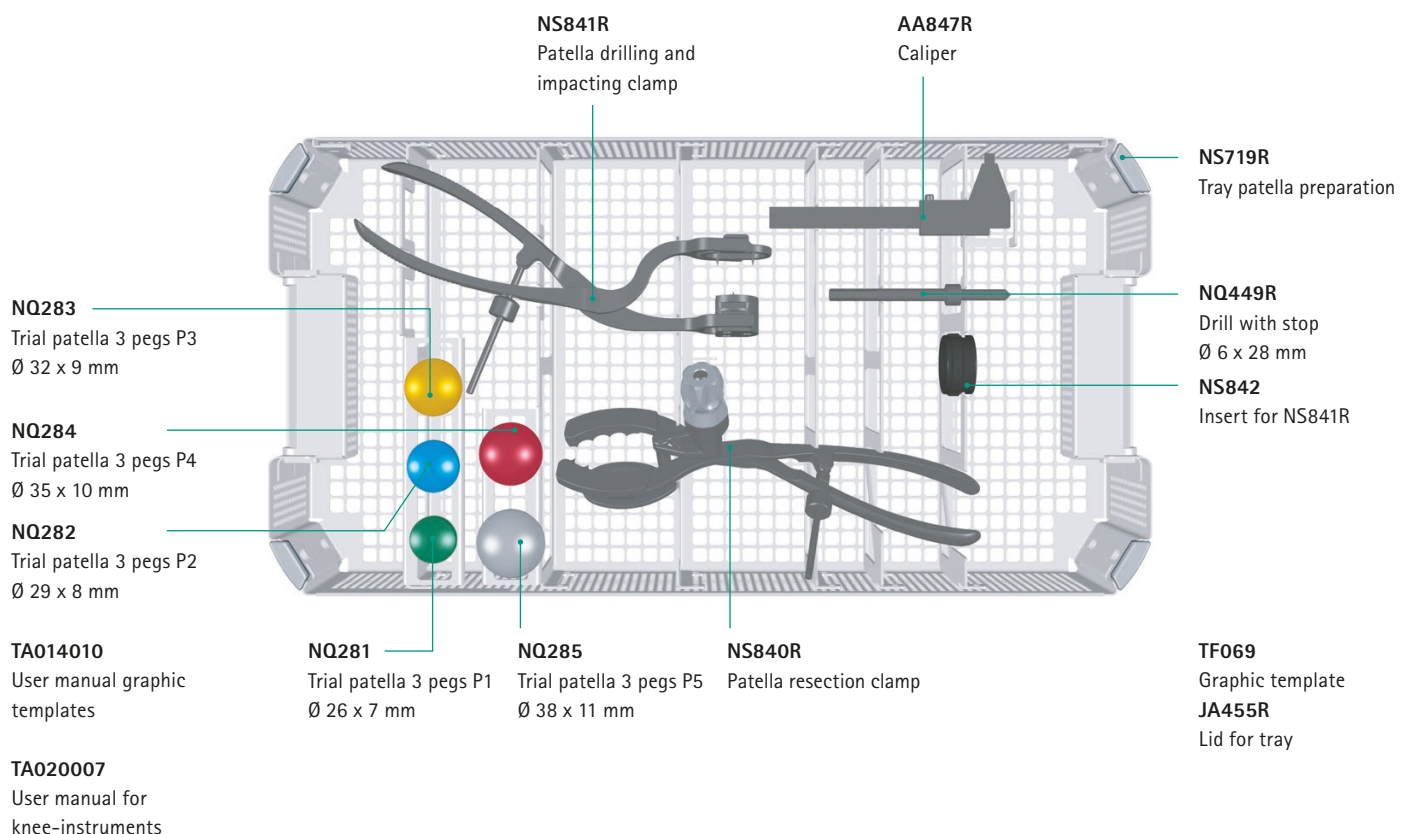 NS841R
Patella drilling and
impacting clamp
AA847R
Caliper
NS719R
Tray patella preparation
NQ283
Trial patella 3 pegs P3
Ø 32 x 9 mm
NQ449R
Drill with stop
Ø 6 x 28 mm
NS842
Insert for NS841R
NQ284
Trial patella 3 pegs P4
Ø 35 x 10 mm
NQ282
Trial patella 3 pegs P2
Ø 29 x 8 mm
TA014010
User manual graphic
templates
NQ281
Trial patella 3 pegs P1
Ø 26 x 7 mm
NQ285
Trial patella 3 pegs P5
Ø 38 x 11 mm
NS840R
Patella resection clamp
TF069
Graphic template
JA455R
Lid for tray
TA020007
User manual for
knee-instruments